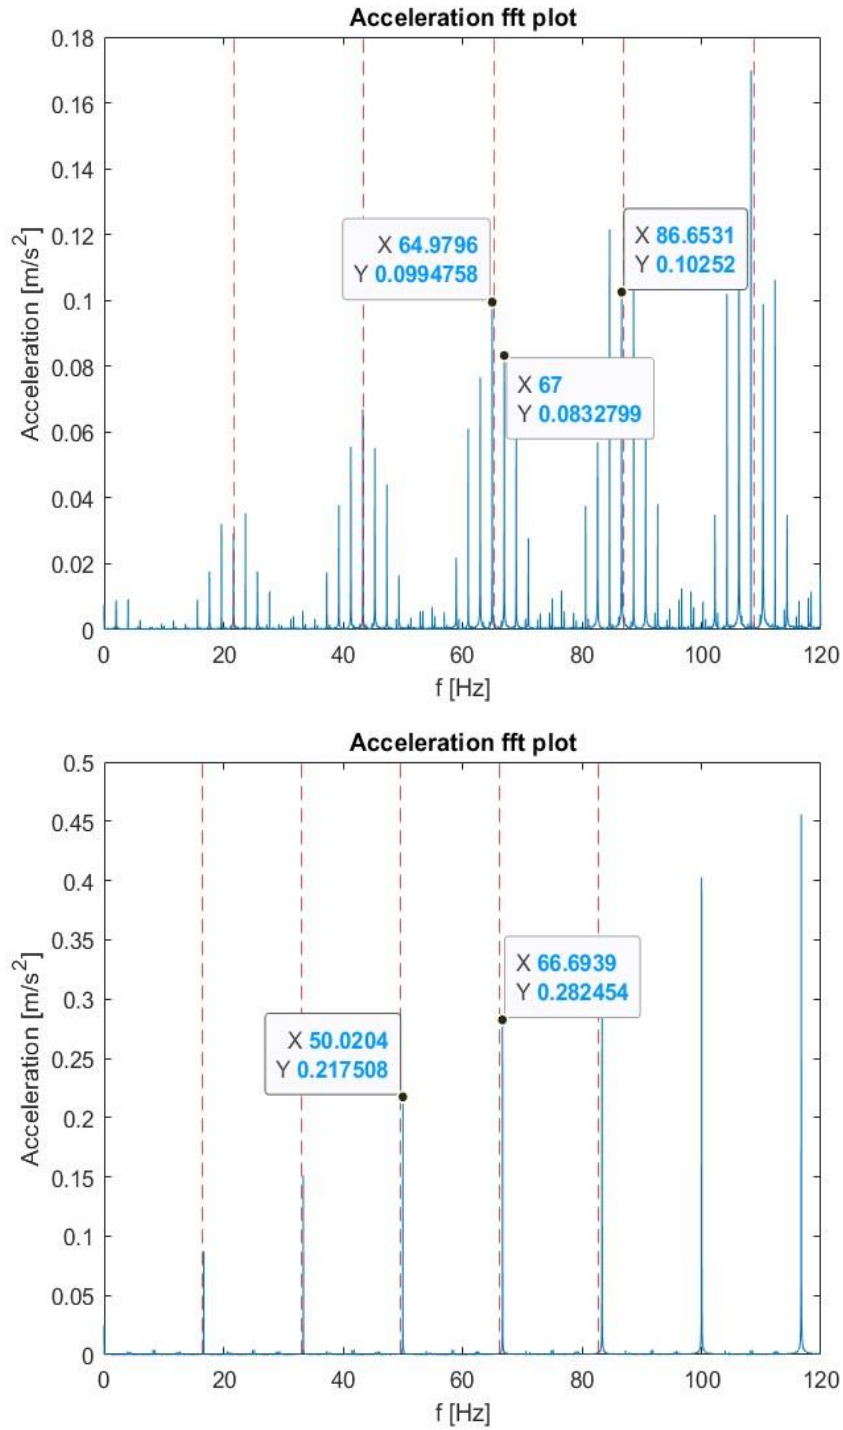 Acceleration fft plot
0.18
0.16
0.14
0.12
0.1
0.08
0.06
0.04
0.02
0
Acceleration [m/s²]
X 64.9796
Y 0.0994758
X 86.6531
Y 0.10252
X 67
Y 0.0832799
0 20 40 60 80 100 120
f [Hz]
Acceleration fft plot
0.5
0.45
0.4
0.35
0.3
0.25
0.2
0.15
0.1
0.05
0
Acceleration [m/s²]
X 66.6939
Y 0.282454
X 50.0204
Y 0.217508
0 20 40 60 80 100 120
f [Hz]